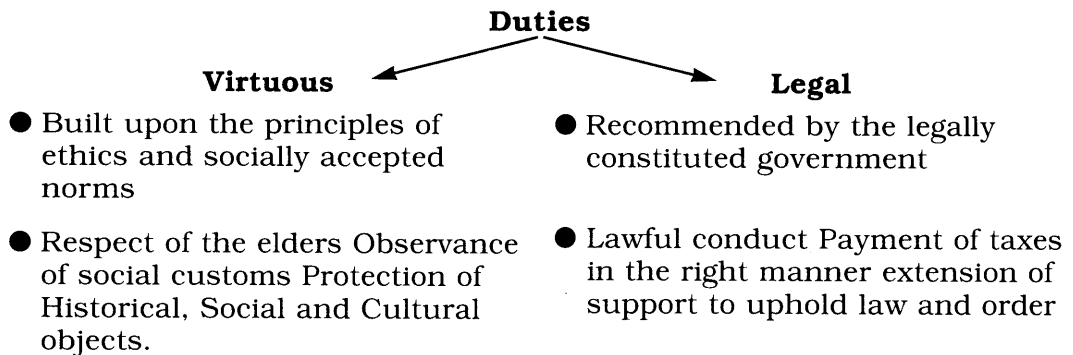 Duties
Virtuous
● Built upon the principles of
ethics and socially accepted
norms
● Respect of the elders Observance
of social customs Protection of
Historical, Social and Cultural
objects.
Legal
● Recommended by the legally
constituted government
● Lawful conduct Payment of taxes
in the right manner extension of
support to uphold law and order